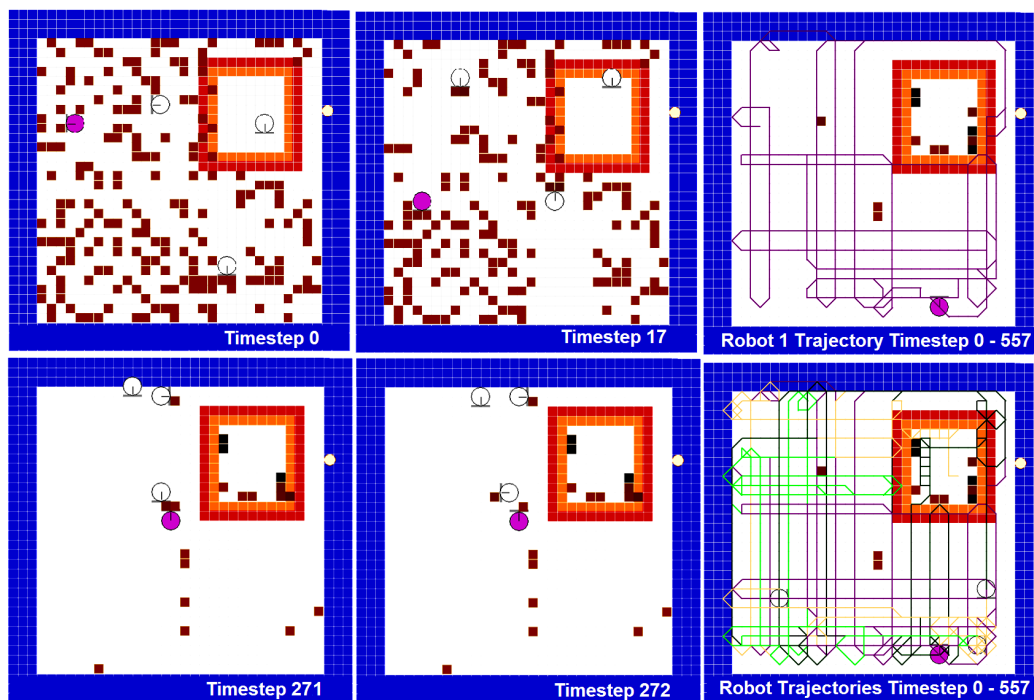 Timestep 0
Timestep 17
Robot 1 Trajectory Timestep 0 - 557
Timestep 271
Timestep 272
Robot Trajectories Timestep 0 - 557